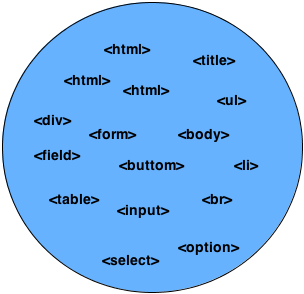 <html>
<title>
<html>
<html>
<ul>
<div>
<form>
<body>
<field>
<buttom>
<li>
<table>
<input>
<br>
<option>
<select>